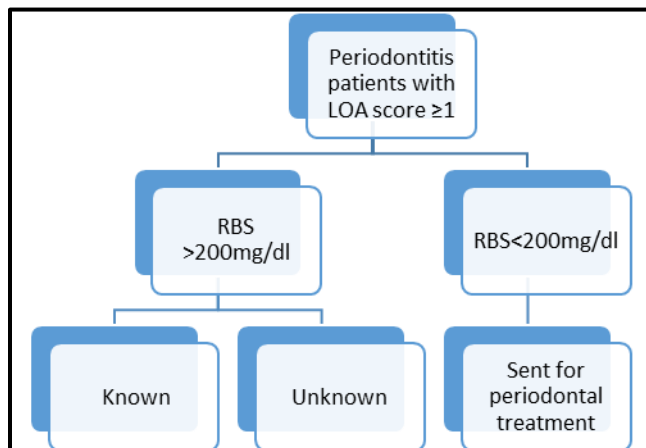 Periodontitis
patients with
LOA score ≥1
RBS
>200mg/dl
RBS<200mg/dl
Known
Unknown
Sent for
periodontal
treatment